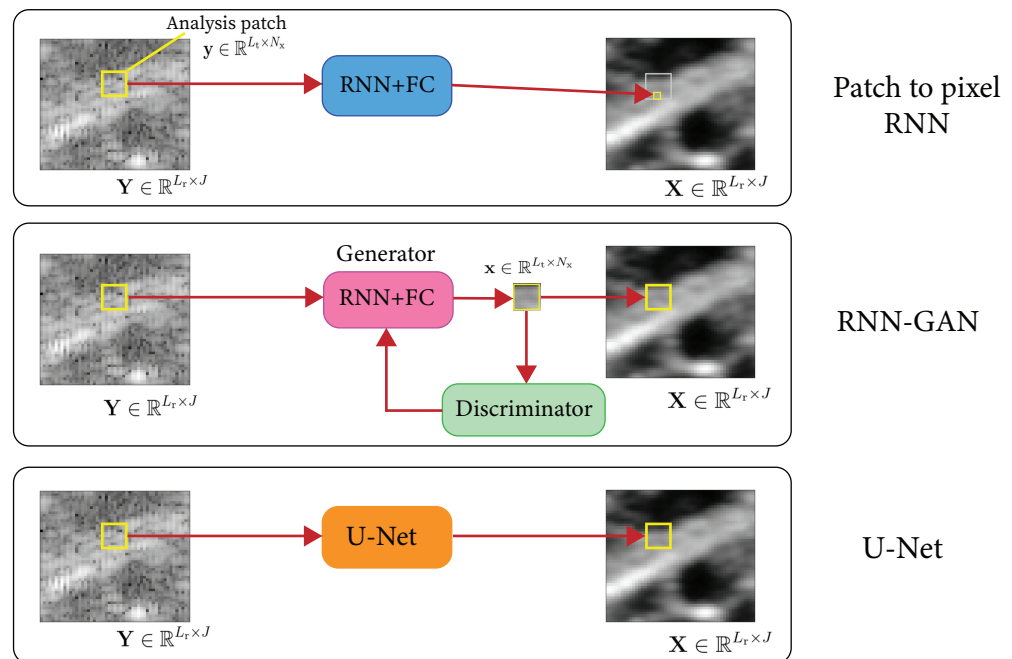 Analysis patch
𝐲 ∈ ℝ^{L_t×N_x}
RNN+FC
𝐘 ∈ ℝ^{L_r×J}
𝐗 ∈ ℝ^{L_r×J}
Patch to pixel
RNN
Generator
RNN+FC
𝐱 ∈ ℝ^{L_t×N_x}
Discriminator
𝐘 ∈ ℝ^{L_r×J}
𝐗 ∈ ℝ^{L_r×J}
RNN-GAN
U-Net
𝐘 ∈ ℝ^{L_r×J}
𝐗 ∈ ℝ^{L_r×J}
U-Net